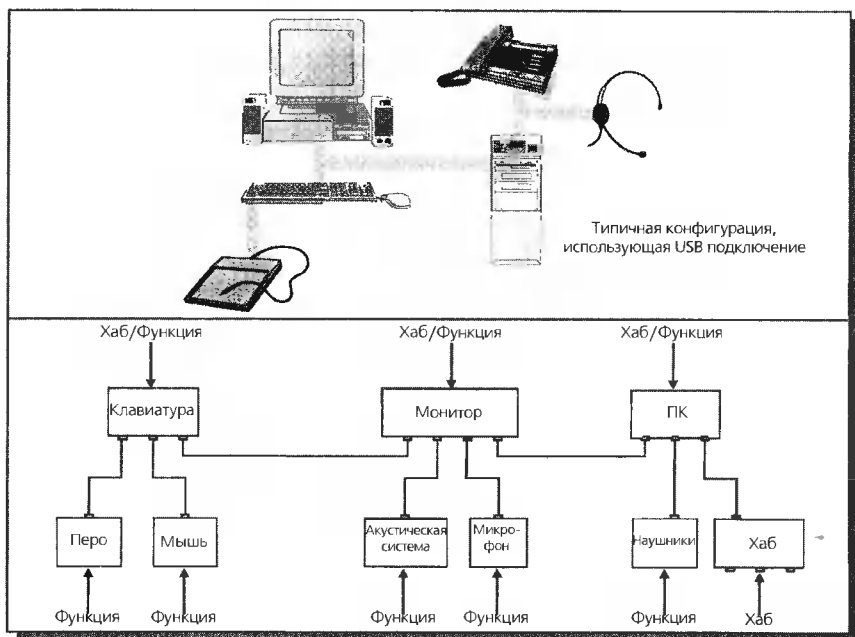 Типичная конфигурация,
использующая USB подключение
Хаб/Функция
Хаб/Функция
Хаб/Функция
Клавиатура
Монитор
ПК
Перо
Мышь
Акустическая
система
Микро-
фон
Наушники
Хаб
Функция
Функция
Функция
Функция
Функция
Хаб